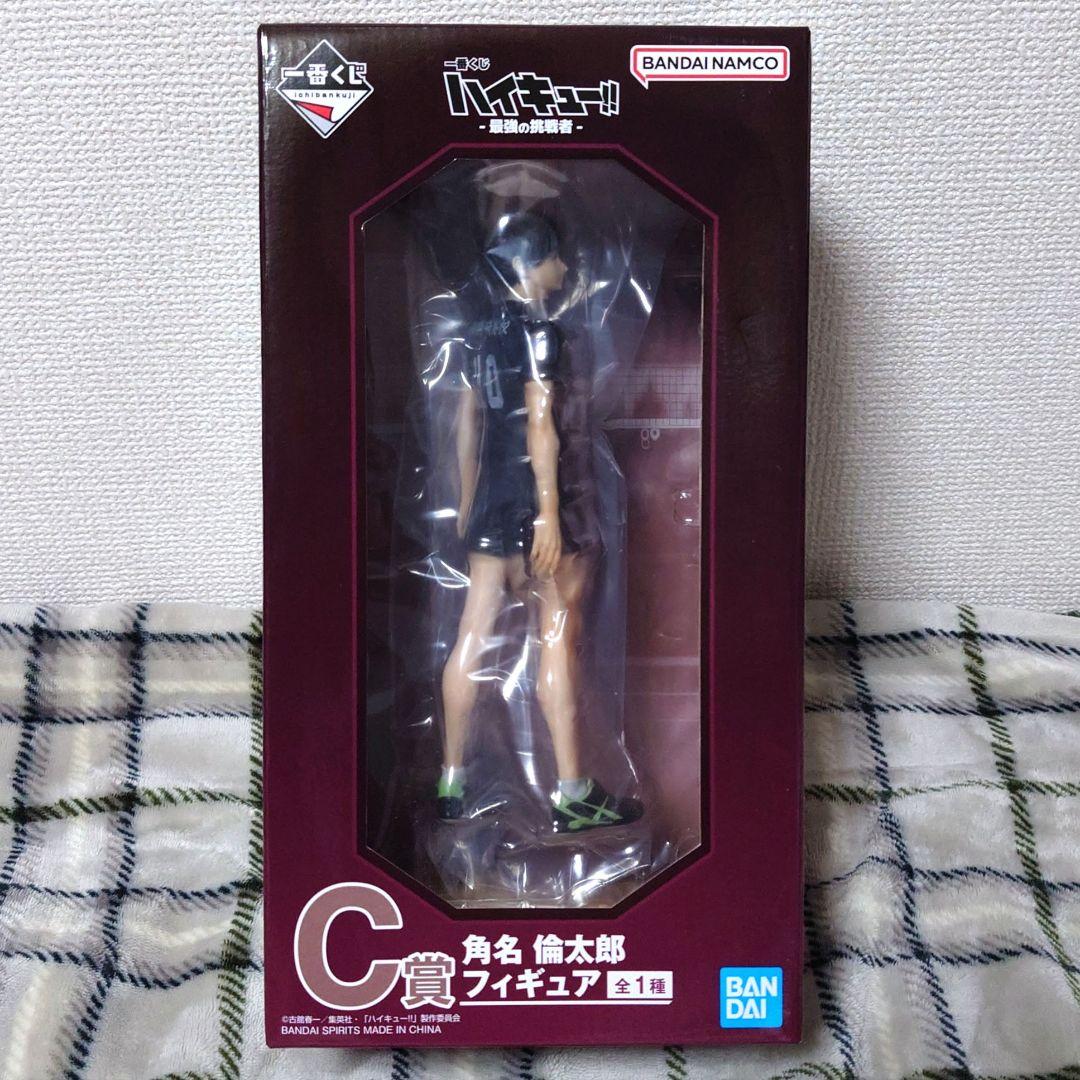 一番くじ
ichibankuji
一番くじ
ハイキュー!!
- 最強の挑戦者 -
BANDAI NAMCO
C賞
角名 倫太郎
フィギュア 全1種
©古舘春一／集英社・「ハイキュー!!」製作委員会
BANDAI SPIRITS MADE IN CHINA
BAN
DAI